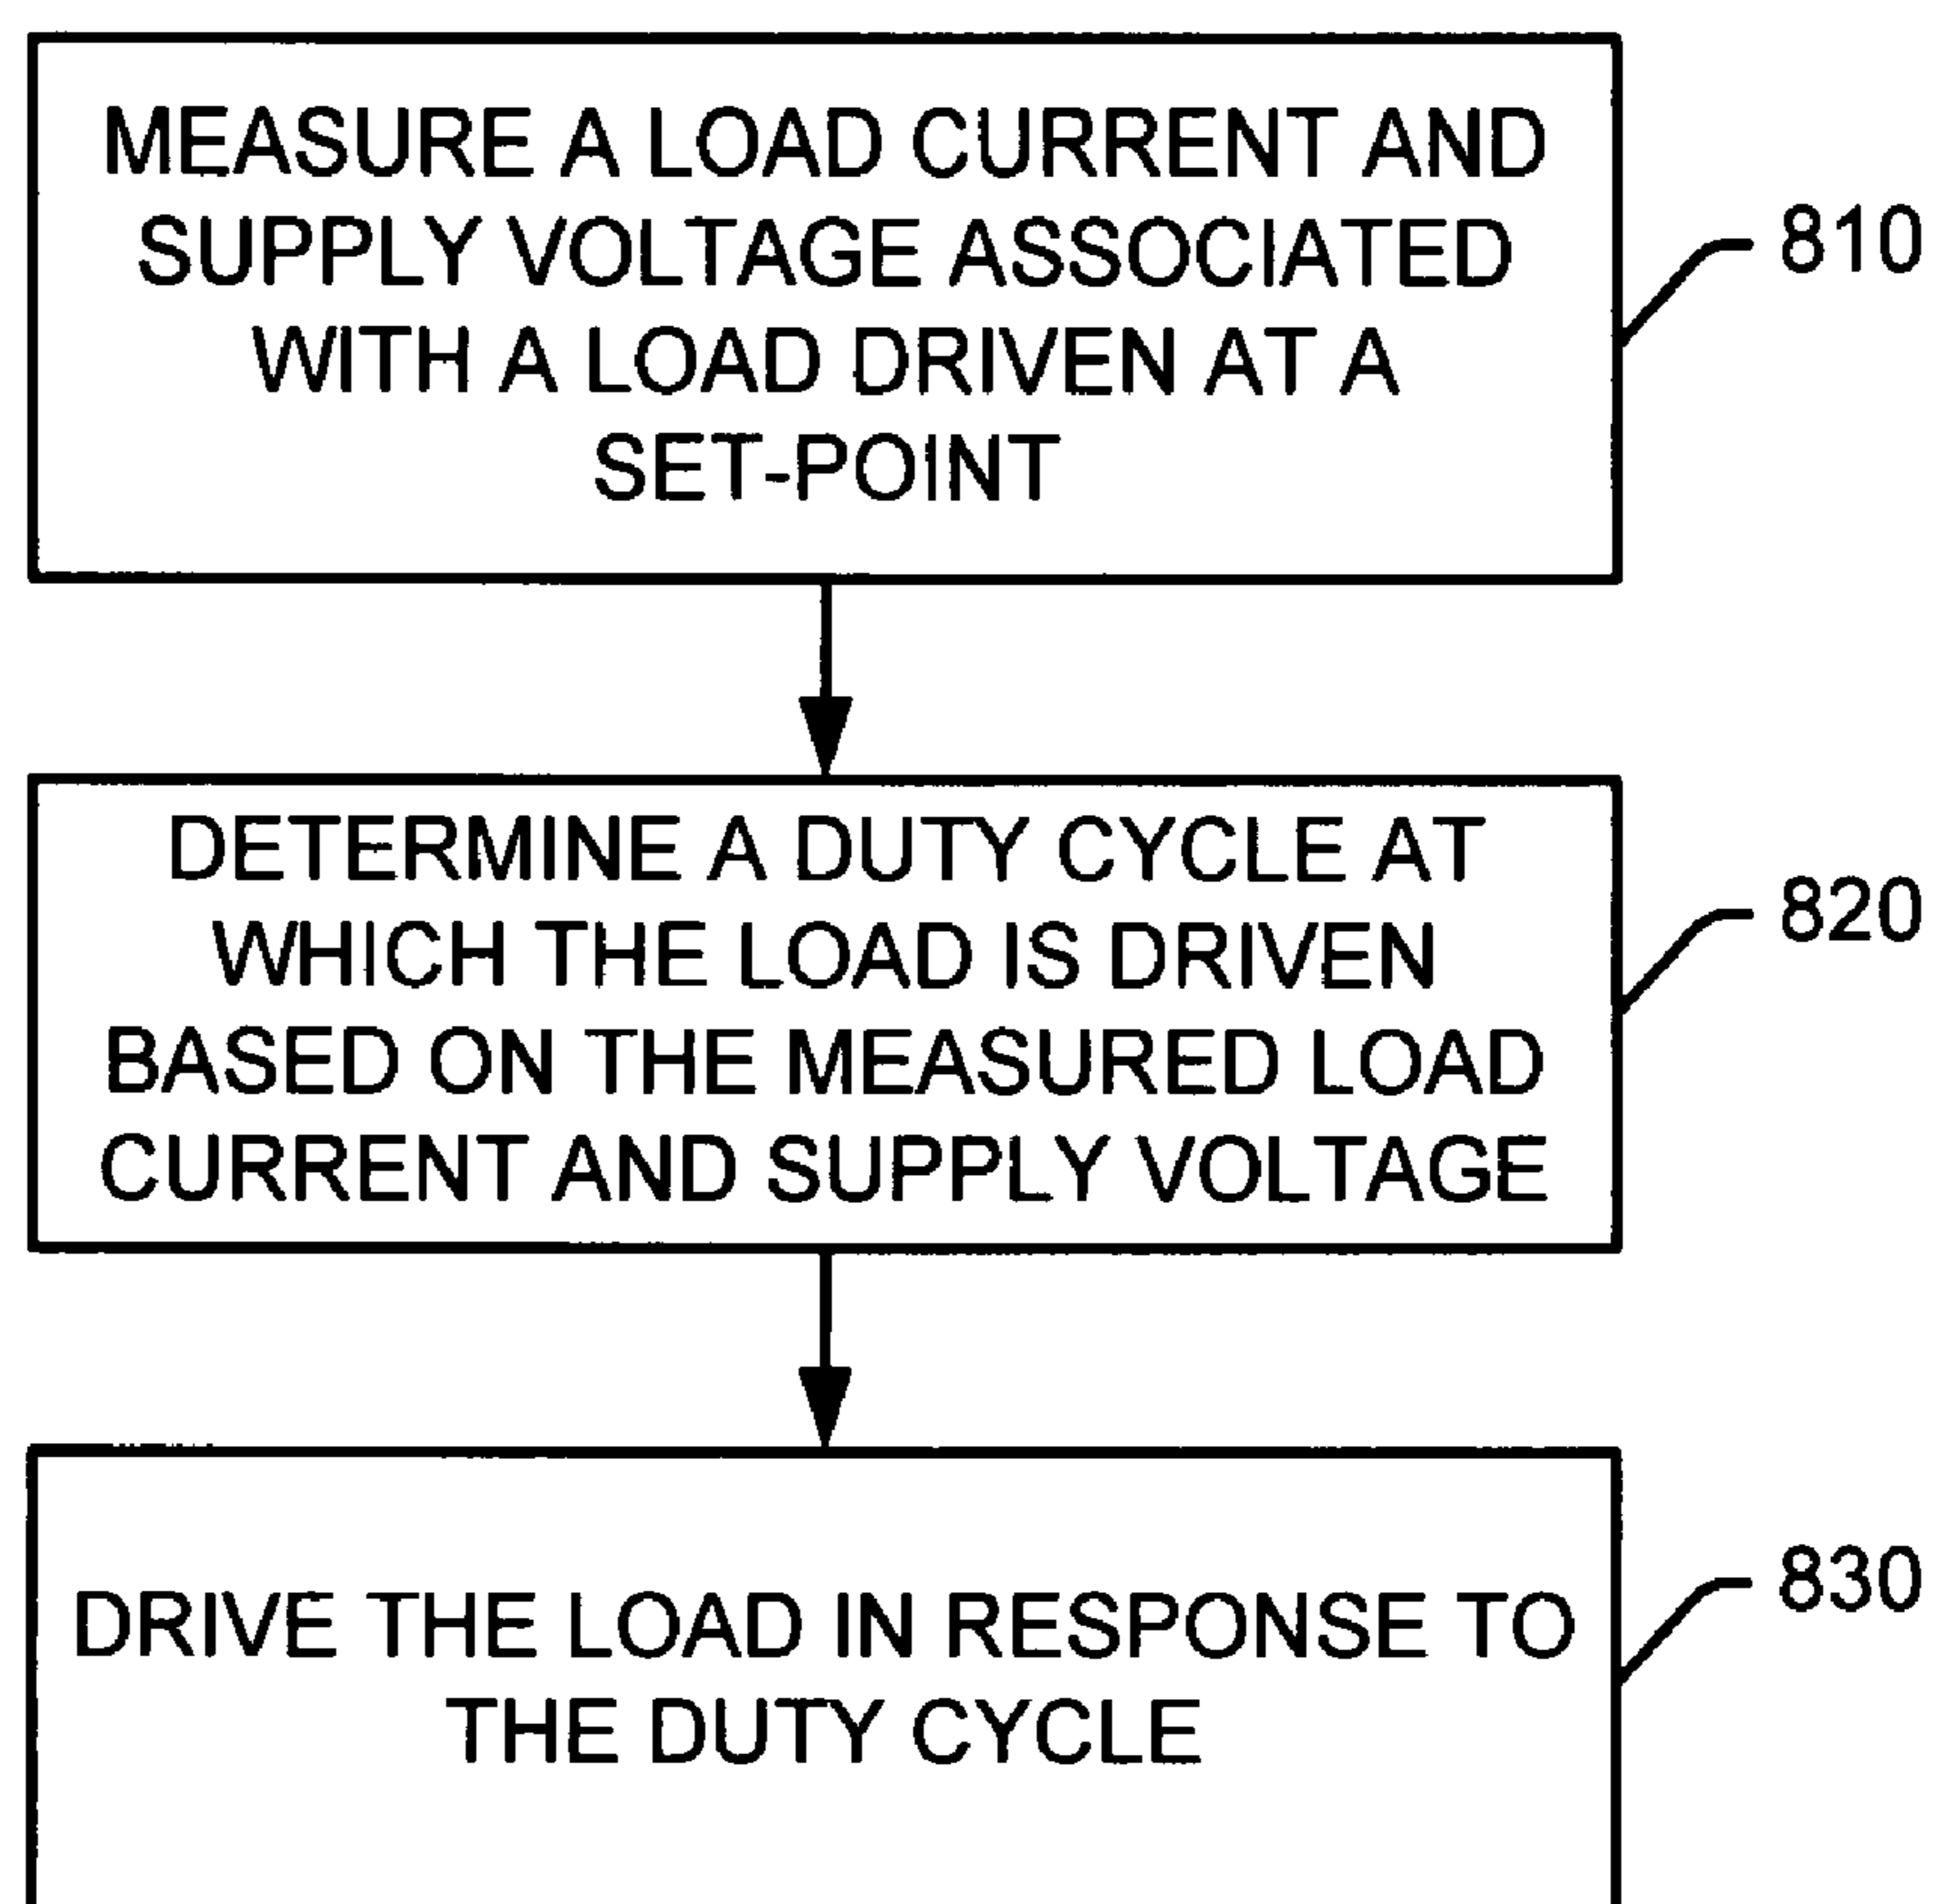 MEASURE A LOAD CURRENT AND
SUPPLY VOLTAGE ASSOCIATED
WITH A LOAD DRIVEN AT A
SET-POINT
810
DETERMINE A DUTY CYCLE AT
WHICH THE LOAD IS DRIVEN
BASED ON THE MEASURED LOAD
CURRENT AND SUPPLY VOLTAGE
820
DRIVE THE LOAD IN RESPONSE TO
THE DUTY CYCLE
830